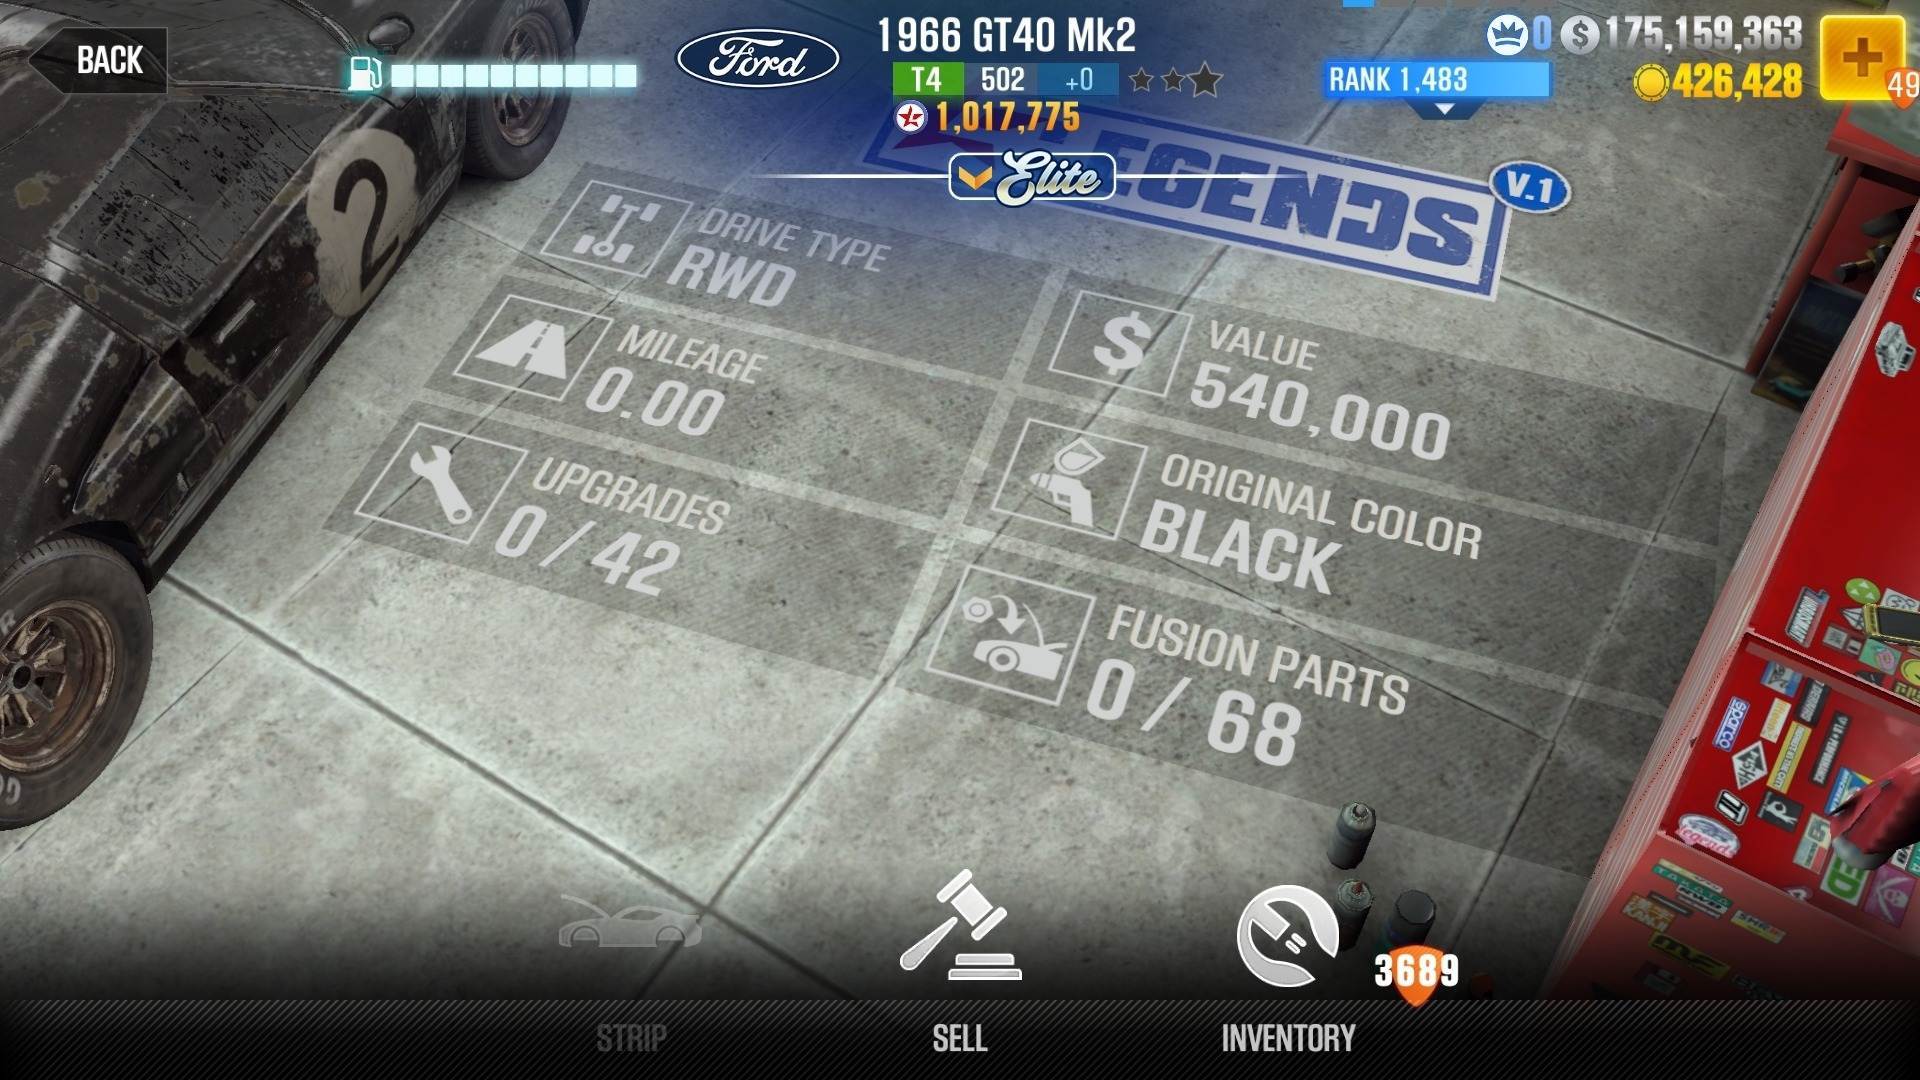 BACK
Ford
1966 GT40 Mk2
T4 502 +0
1,017,775
RANK 1,483
0 $ 175,159,363
426,428
49
Elite
V.1
2
DRIVE TYPE
RWD
MILEAGE
0.00
UPGRADES
0 / 42
$ VALUE
540,000
ORIGINAL COLOR
BLACK
FUSION PARTS
0 / 68
sparco
3689
STRIP
SELL
INVENTORY